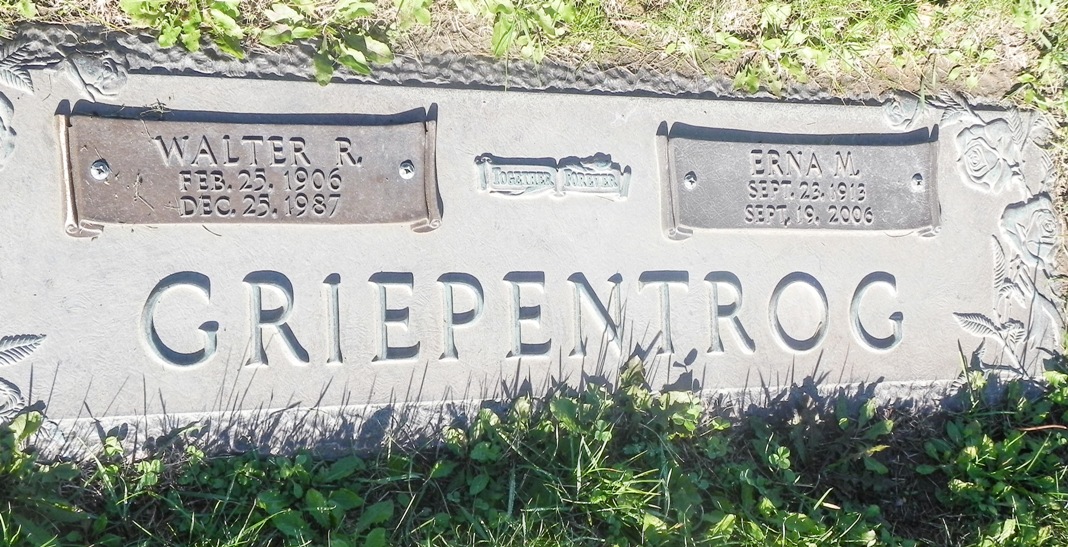 WALTER R.
FEB. 25. 1906
DEC. 25. 1987
TOGETHER FOREVER
ERNA M.
SEPT. 23. 1913
SEPT. 19. 2006
GRIEPENTROG